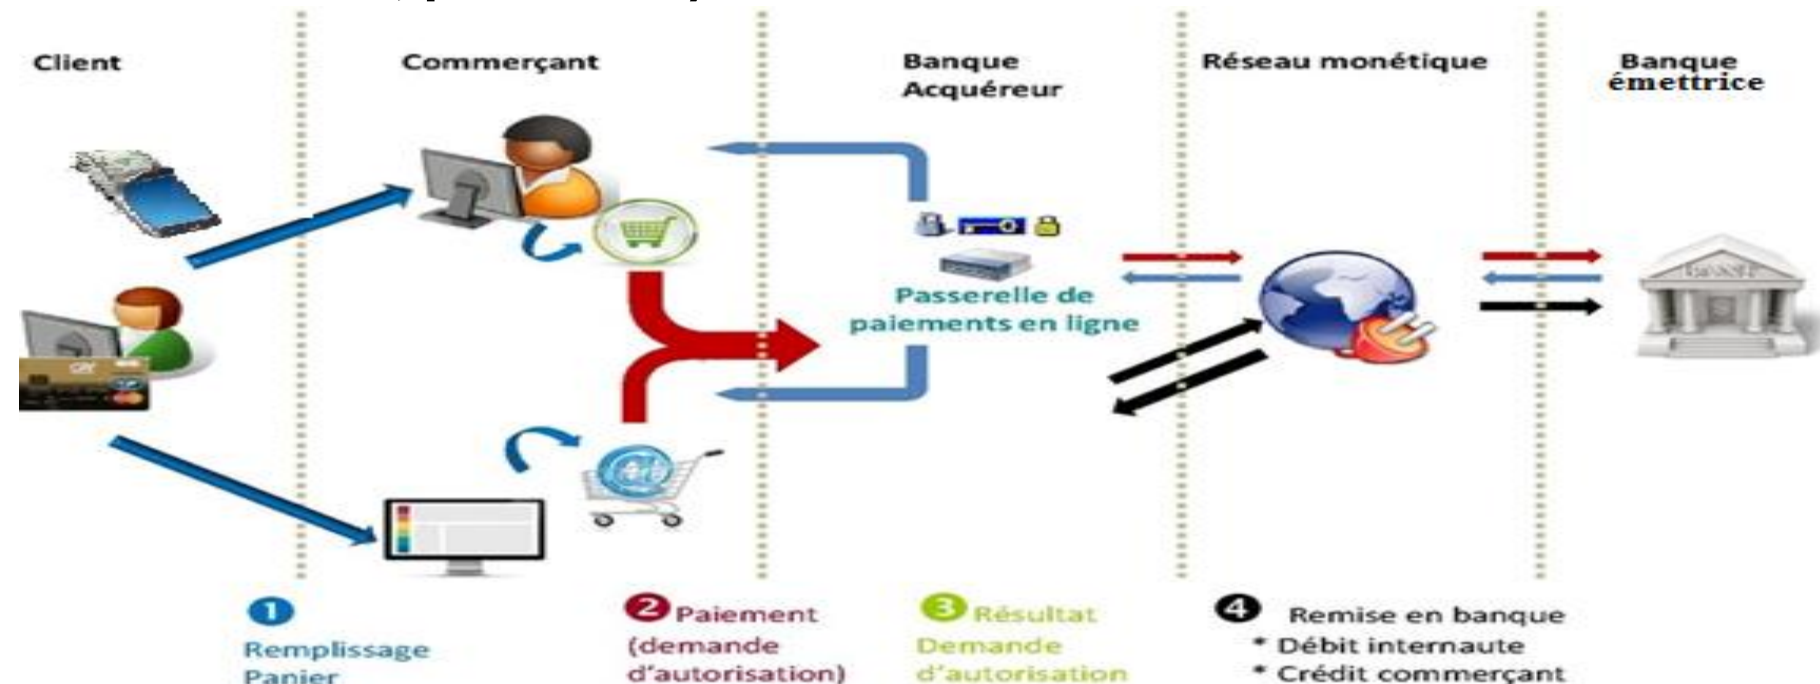 Client
Commerçant
Banque
Acquéreur
Réseau monétique
Banque
émettrice
Passerelle de
paiements en ligne
1
Remplissage
Panier
2 Paiement
(demande
d'autorisation)
3 Résultat
Demande
d'autorisation
4 Remise en banque
* Débit internaute
* Crédit commerçant